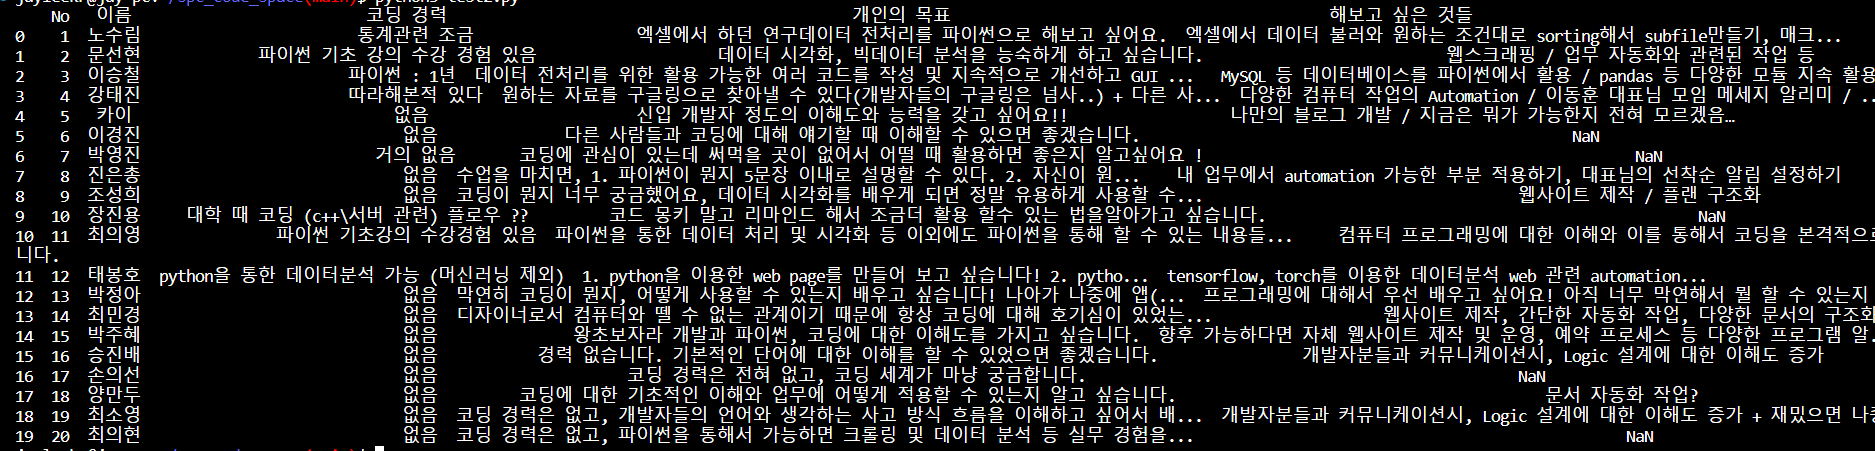 No 이름 코딩 경력 개인의 목표 해보고 싶은 것들
0 1 노수림 통계관련 조금 엑셀에서 하던 연구데이터 전처리를 파이썬으로 해보고 싶어요. 엑셀에서 데이터 불러와 원하는 조건대로 sorting해서 subfile만들기, 매크...
1 2 문선현 파이썬 기초 강의 수강 경험 있음 데이터 시각화, 빅데이터 분석을 능숙하게 하고 싶습니다. 웹스크래핑 / 업무 자동화와 관련된 작업 등
2 3 이승철 파이썬 : 1년 데이터 전처리를 위한 활용 가능한 여러 코드를 작성 및 지속적으로 개선하고 GUI ... MySQL 등 데이터베이스를 파이썬에서 활용 / pandas 등 다양한 모듈 지속 활용
3 4 강태진 따라해본적 있다 원하는 자료를 구글링으로 찾아낼 수 있다(개발자들의 구글링은 넘사..) + 다른 사... 다양한 컴퓨터 작업의 Automation / 이동훈 대표님 모임 메세지 알리미 / ..
4 5 카이 없음 신입 개발자 정도의 이해도와 능력을 갖고 싶어요!! 나만의 블로그 개발 / 지금은 뭐가 가능한지 전혀 모르겠음…
5 6 이경진 없음 다른 사람들과 코딩에 대해 얘기할 때 이해할 수 있으면 좋겠습니다. NaN
6 7 박영진 거의 없음 코딩에 관심이 있는데 써먹을 곳이 없어서 어떨 때 활용하면 좋은지 알고싶어요 ! NaN
7 8 진은총 없음 수업을 마치면, 1. 파이썬이 뭔지 5문장 이내로 설명할 수 있다. 2. 자신이 원... 내 업무에서 automation 가능한 부분 적용하기, 대표님의 선착순 알림 설정하기
8 9 조성희 없음 코딩이 뭔지 너무 궁금했어요, 데이터 시각화를 배우게 되면 정말 유용하게 사용할 수... 웹사이트 제작 / 플랜 구조화
9 10 장진용 대학 때 코딩 (c++\서버 관련) 플로우 ?? 코드 몽키 말고 리마인드 해서 조금더 활용 할수 있는 법을알아가고 싶습니다. NaN
10 11 최의영 파이썬 기초강의 수강경험 있음 파이썬을 통한 데이터 처리 및 시각화 등 이외에도 파이썬을 통해 할 수 있는 내용들... 컴퓨터 프로그래밍에 대한 이해와 이를 통해서 코딩을 본격적으로
니다.
11 12 태봉호 python을 통한 데이터분석 가능 (머신러닝 제외) 1. python을 이용한 web page를 만들어 보고 싶습니다! 2. pytho... tensorflow, torch를 이용한 데이터분석 web 관련 automation...
12 13 박정아 없음 막연히 코딩이 뭔지, 어떻게 사용할 수 있는지 배우고 싶습니다! 나아가 나중에 앱(... 프로그래밍에 대해서 우선 배우고 싶어요! 아직 너무 막연해서 뭘 할 수 있는지
13 14 최민경 없음 디자이너로서 컴퓨터와 뗄 수 없는 관계이기 때문에 항상 코딩에 대해 호기심이 있었는... 웹사이트 제작, 간단한 자동화 작업, 다양한 문서의 구조화
14 15 박주혜 없음 왕초보자라 개발과 파이썬, 코딩에 대한 이해도를 가지고 싶습니다. 향후 가능하다면 자체 웹사이트 제작 및 운영, 예약 프로세스 등 다양한 프로그램 알.
15 16 승진배 없음 경력 없습니다. 기본적인 단어에 대한 이해를 할 수 있었으면 좋겠습니다. 개발자분들과 커뮤니케이션시, Logic 설계에 대한 이해도 증가
16 17 손의선 없음 코딩 경력은 전혀 없고, 코딩 세계가 마냥 궁금합니다. NaN
17 18 양만두 없음 코딩에 대한 기초적인 이해와 업무에 어떻게 적용할 수 있는지 알고 싶습니다. 문서 자동화 작업?
18 19 최소영 없음 코딩 경력은 없고, 개발자들의 언어와 생각하는 사고 방식 흐름을 이해하고 싶어서 배... 개발자분들과 커뮤니케이션시, Logic 설계에 대한 이해도 증가 + 재밌으면 나중
19 20 최의현 없음 코딩 경력은 없고, 파이썬을 통해서 가능하면 크롤링 및 데이터 분석 등 실무 경험을... NaN